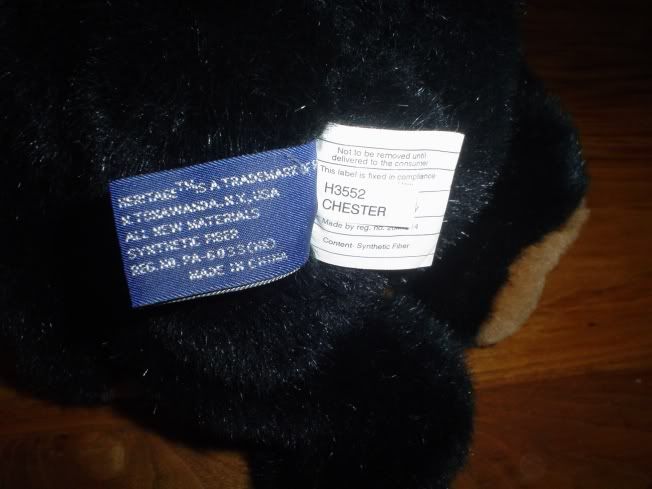 HERITAGE™ IS A TRADEMARK OF
N.TONAWANDA, N.Y. USA
ALL NEW MATERIALS
SYNTHETIC FIBER
REG.NO.PA-6033(HK)
MADE IN CHINA
Not to be removed until
delivered to the consumer
This label is fixed in compliance
H3552
CHESTER
Made by reg. no.
Content: Synthetic Fiber